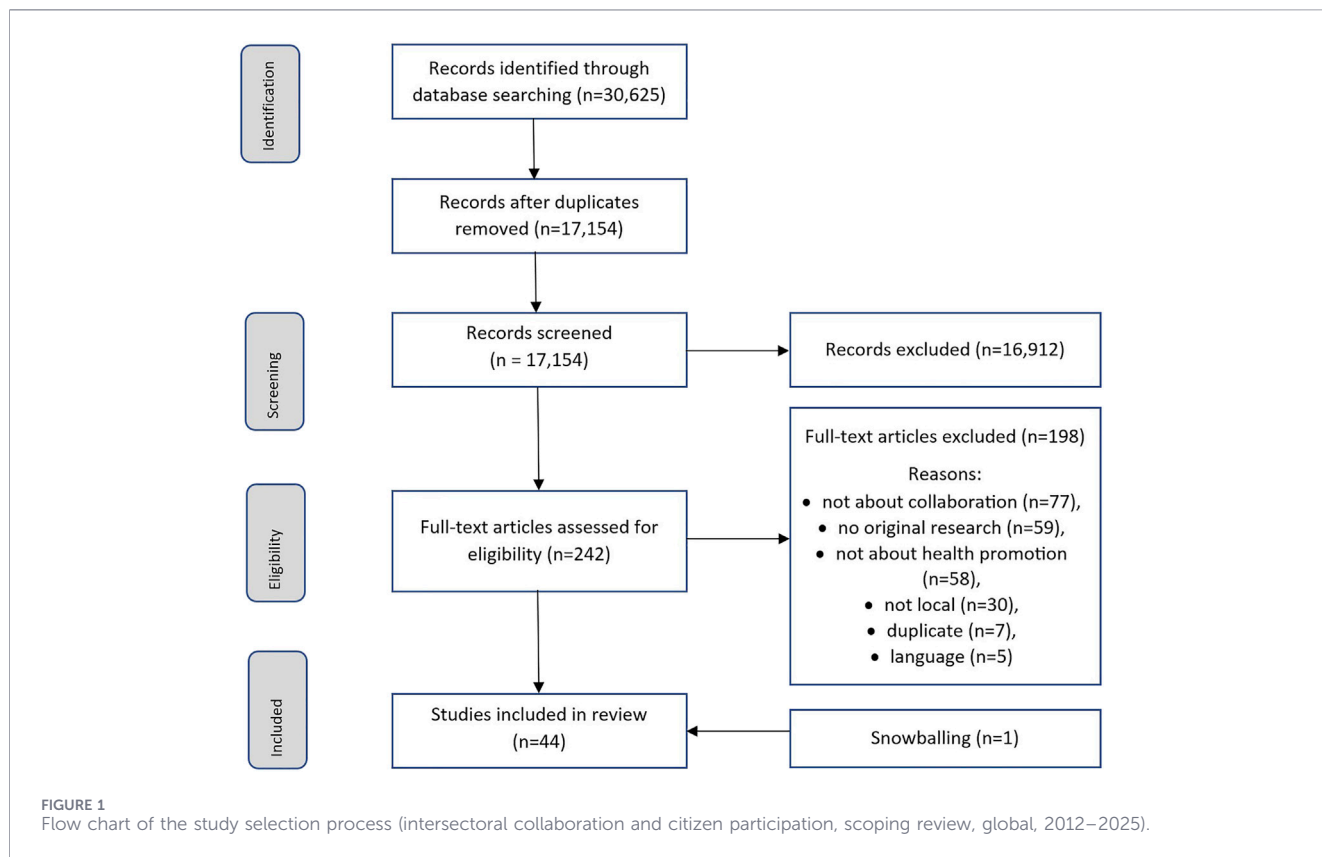 Identification
Records identified through
database searching (n=30,625)
Records after duplicates
removed (n=17,154)
Screening
Records screened
(n = 17,154)
Records excluded (n=16,912)
Eligibility
Full-text articles assessed for
eligibility (n=242)
Full-text articles excluded (n=198)
Reasons:
• not about collaboration (n=77),
• no original research (n=59),
• not about health promotion
(n=58),
• not local (n=30),
• duplicate (n=7),
• language (n=5)
Included
Studies included in review
(n=44)
Snowballing (n=1)
FIGURE 1
Flow chart of the study selection process (intersectoral collaboration and citizen participation, scoping review, global, 2012–2025).